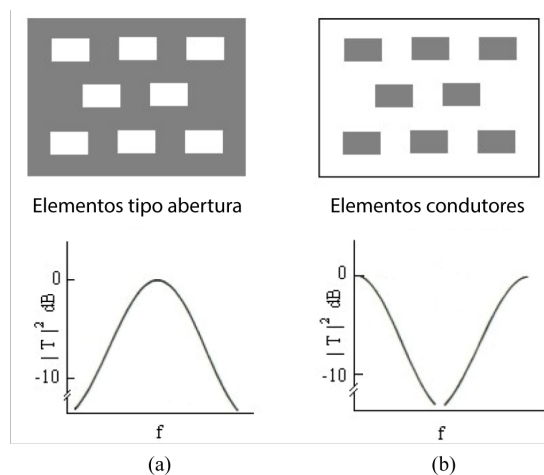 Elementos tipo abertura
Elementos condutores
0
-10
|T|² dB
f
0
-10
|T|² dB
f
(a)
(b)